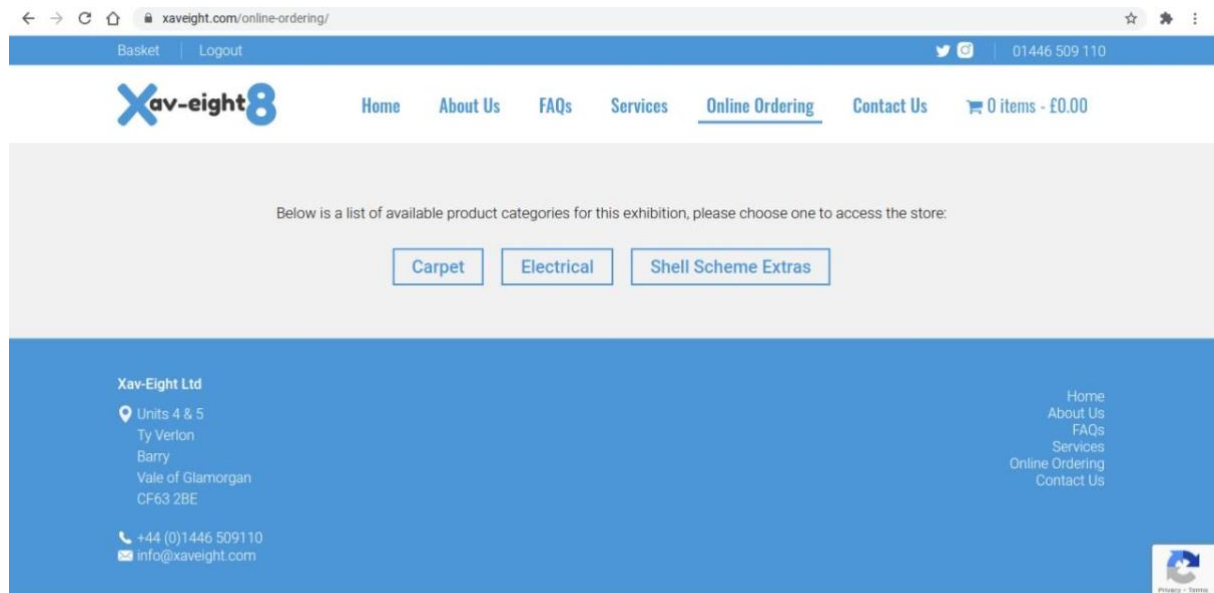 xaveight.com/online-ordering/
Basket Logout 01446 509 110
Xav-eight8 Home About Us FAQs Services Online Ordering Contact Us 0 items - £0.00
Below is a list of available product categories for this exhibition, please choose one to access the store:
Carpet Electrical Shell Scheme Extras
Xav-Eight Ltd
Units 4 & 5
Ty Verlon
Barry
Vale of Glamorgan
CF63 2BE
+44 (0)1446 509110
info@xaveight.com
Home
About Us
FAQs
Services
Online Ordering
Contact Us
Privacy - Terms